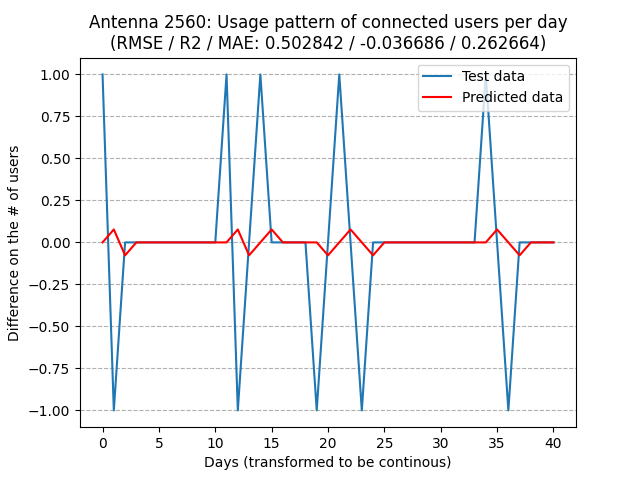 Antenna 2560: Usage pattern of connected users per day
(RMSE / R2 / MAE: 0.502842 / -0.036686 / 0.262664)
Test data
Predicted data
Difference on the # of users
1.00
0.75
0.50
0.25
0.00
−0.25
−0.50
−0.75
−1.00
0 5 10 15 20 25 30 35 40
Days (transformed to be continous)